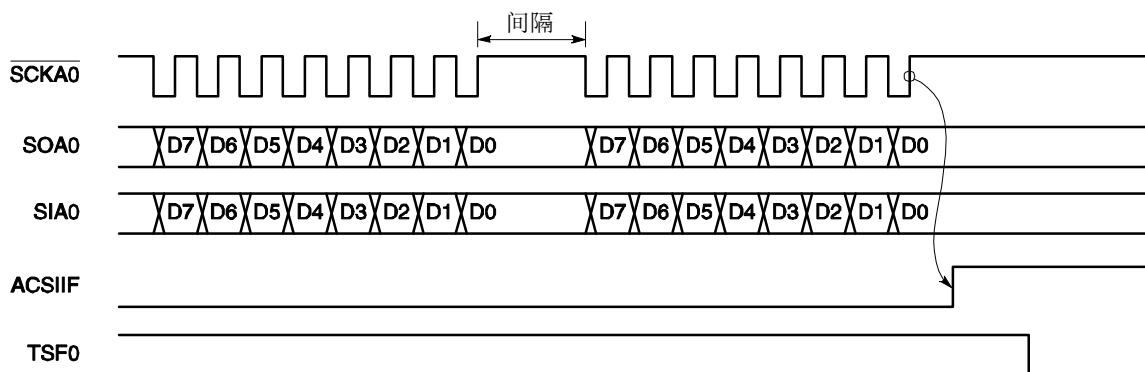 间隔
SCKA0
SOA0 D7 D6 D5 D4 D3 D2 D1 D0 D7 D6 D5 D4 D3 D2 D1 D0
SIA0 D7 D6 D5 D4 D3 D2 D1 D0 D7 D6 D5 D4 D3 D2 D1 D0
ACSIIF
TSF0